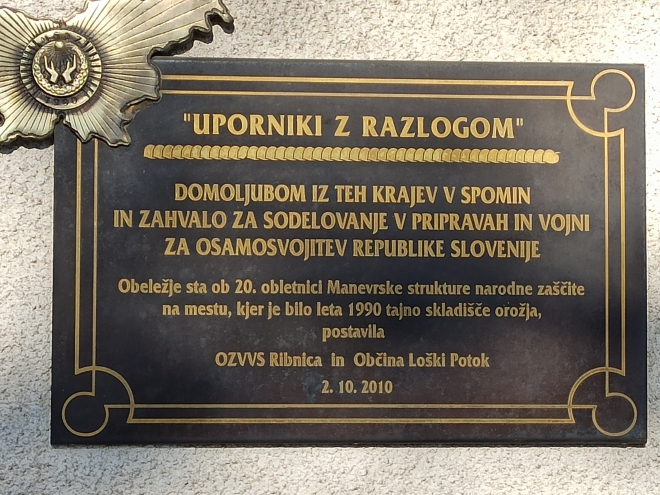 "UPORNIKI Z RAZLOGOM"
DOMOLJUBOM IZ TEH KRAJEV V SPOMIN
IN ZAHVALO ZA SODELOVANJE V PRIPRAVAH IN VOJNI
ZA OSAMOSVOJITEV REPUBLIKE SLOVENIJE
Obeležje sta ob 20. obletnici Manevrske strukture narodne zaščite
na mestu, kjer je bilo leta 1990 tajno skladišče orožja,
postavila
OZVVS Ribnica in Občina Loški Potok
2. 10. 2010